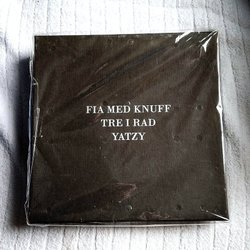 FIA MED KNUFF
TRE I RAD
YATZY